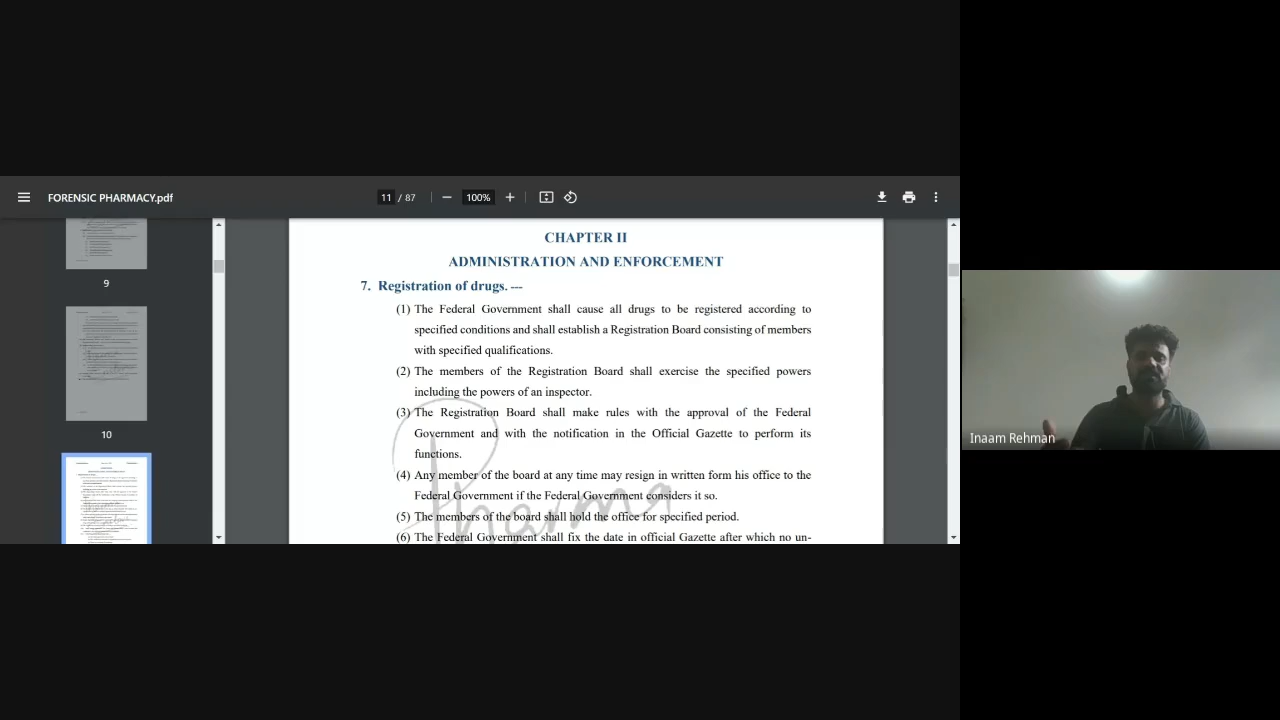 FORENSIC PHARMACY.pdf
11 / 87
100%
9
10
CHAPTER II
ADMINISTRATION AND ENFORCEMENT
7. Registration of drugs. ---
(1) The Federal Government shall cause all drugs to be registered according to
specified conditions and shall establish a Registration Board consisting of members
with specified qualifications.
(2) The members of the Registration Board shall exercise the specified powers
including the powers of an inspector.
(3) The Registration Board shall make rules with the approval of the Federal
Government and with the notification in the Official Gazette to perform its
functions.
(4) Any member of the board at any time may resign in written form his office to the
Federal Government if the Federal Government considers it so.
(5) The members of the board shall hold the office for specified period.
(6) The Federal Government shall fix the date in official Gazette after which no un-
Inaam Rehman